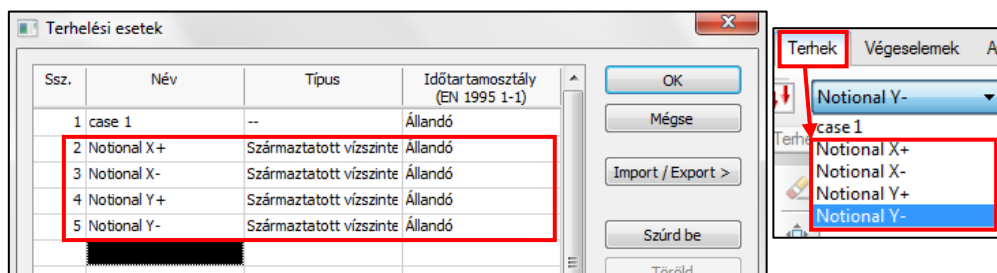 Terhelési esetek
Ssz. Név Típus Időtartamosztály
(EN 1995 1-1)
1 case 1 -- Állandó
2 Notional X+ Származtatott vízszinte Állandó
3 Notional X- Származtatott vízszinte Állandó
4 Notional Y+ Származtatott vízszinte Állandó
5 Notional Y- Származtatott vízszinte Állandó
OK
Mégse
Import / Export >
Szúrd be
Töröld
Terhek Végeselemek A
Notional Y-
Terhe
case 1
Notional X+
Notional X-
Notional Y+
Notional Y-